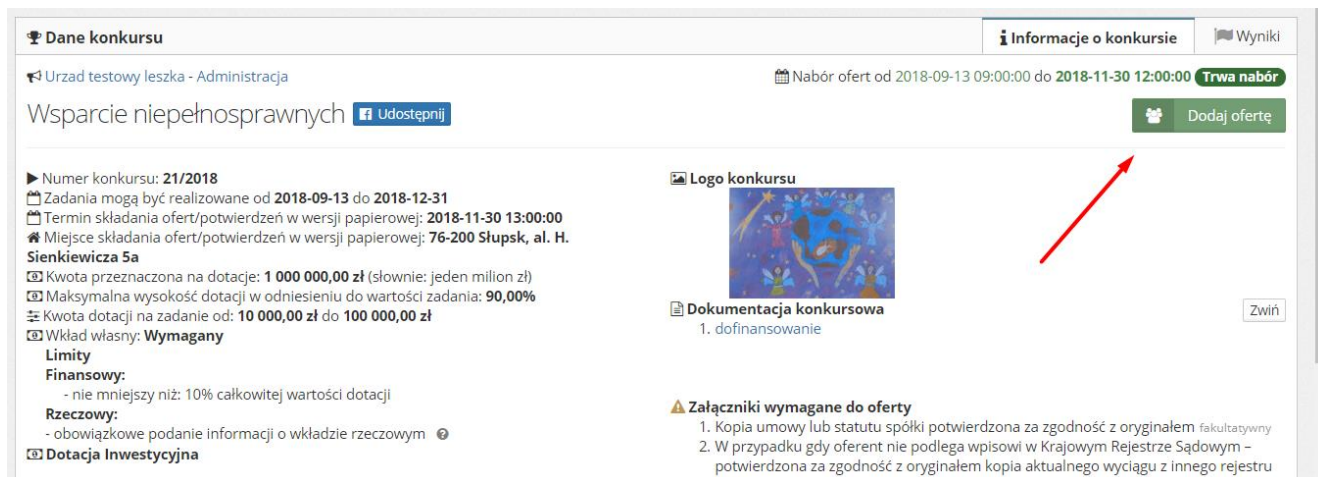 Dane konkursu
Informacje o konkursie
Wyniki
Urzad testowy leszka - Administracja
Nabór ofert od 2018-09-13 09:00:00 do 2018-11-30 12:00:00 Trwa nabór
Wsparcie niepełnosprawnych Udostępnij
Dodaj ofertę
Numer konkursu: 21/2018
Zadania mogą być realizowane od 2018-09-13 do 2018-12-31
Termin składania ofert/potwierdzeń w wersji papierowej: 2018-11-30 13:00:00
Miejsce składania ofert/potwierdzeń w wersji papierowej: 76-200 Słupsk, al. H.
Sienkiewicza 5a
Kwota przeznaczona na dotacje: 1 000 000,00 zł (słownie: jeden milion zł)
Maksymalna wysokość dotacji w odniesieniu do wartości zadania: 90,00%
Kwota dotacji na zadanie od: 10 000,00 zł do 100 000,00 zł
Wkład własny: Wymagany
Limity
Finansowy:
- nie mniejszy niż: 10% całkowitej wartości dotacji
Rzeczowy:
- obowiązkowe podanie informacji o wkładzie rzeczowym
Dotacja Inwestycyjna
Logo konkursu
Dokumentacja konkursowa
Zwiń
1. dofinansowanie
Załączniki wymagane do oferty
1. Kopia umowy lub statutu spółki potwierdzona za zgodność z oryginałem fakultatywny
2. W przypadku gdy oferent nie podlega wpisowi w Krajowym Rejestrze Sądowym –
potwierdzona za zgodność z oryginałem kopia aktualnego wyciągu z innego rejestru